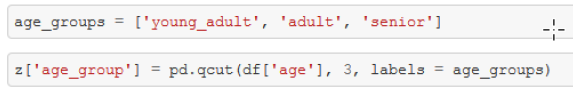 age_groups = ['young_adult', 'adult', 'senior']
z['age_group'] = pd.qcut(df['age'], 3, labels = age_groups)